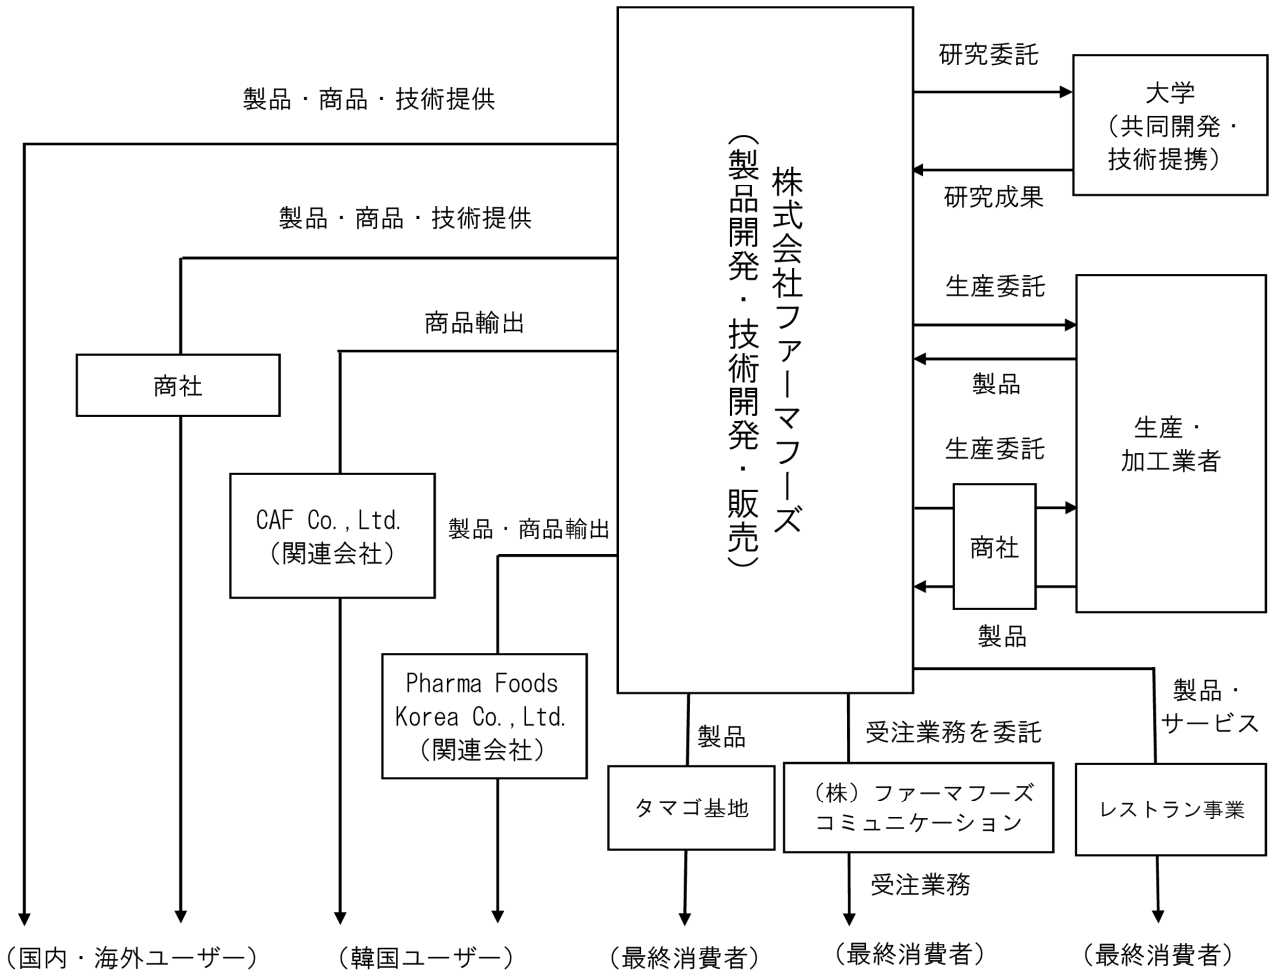 株式会社ファーマフーズ
（製品開発・技術開発・販売）
製品・商品・技術提供
製品・商品・技術提供
商品輸出
商社
CAF Co.,Ltd.
（関連会社）
製品・商品輸出
Pharma Foods
Korea Co.,Ltd.
（関連会社）
研究委託
大学
（共同開発・
技術提携）
研究成果
生産委託
製品
生産・
加工業者
生産委託
商社
製品
製品・
サービス
製品
受注業務を委託
タマゴ基地
（株）ファーマフーズ
コミュニケーション
レストラン事業
受注業務
（国内・海外ユーザー）
（韓国ユーザー）
（最終消費者）
（最終消費者）
（最終消費者）